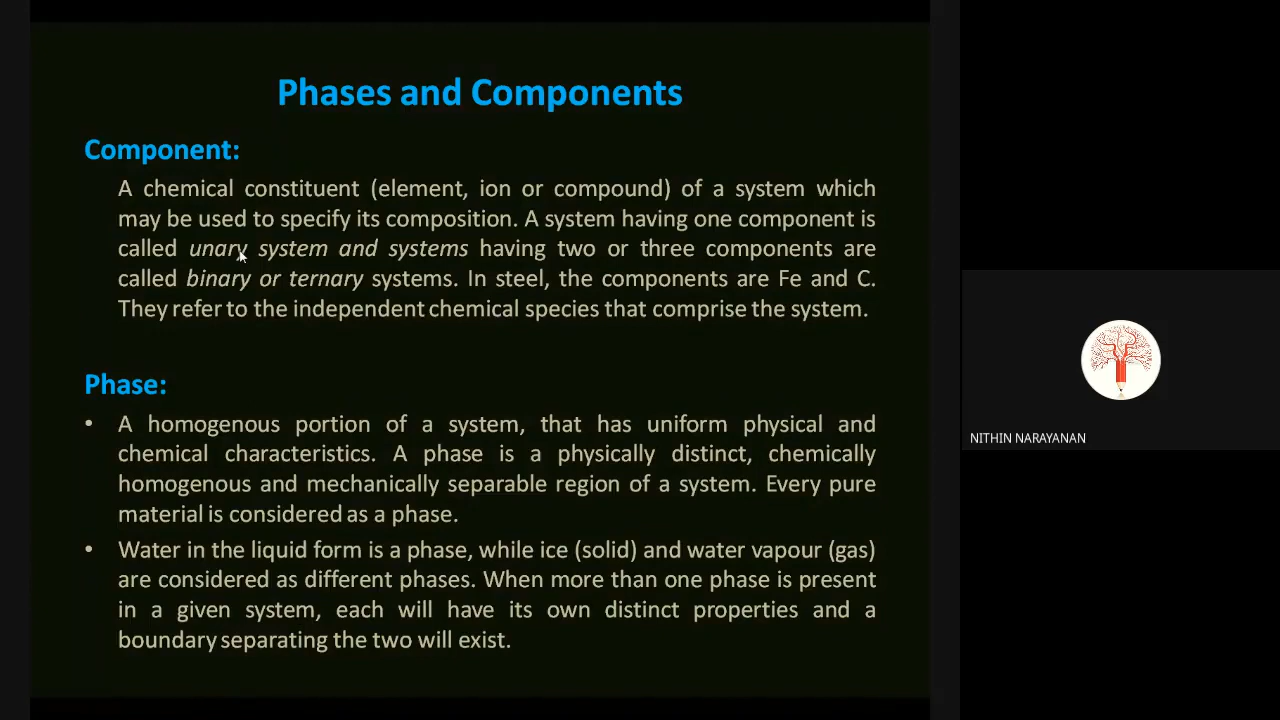 Phases and Components
Component:
A chemical constituent (element, ion or compound) of a system which
may be used to specify its composition. A system having one component is
called unary system and systems having two or three components are
called binary or ternary systems. In steel, the components are Fe and C.
They refer to the independent chemical species that comprise the system.
Phase:
• A homogenous portion of a system, that has uniform physical and
chemical characteristics. A phase is a physically distinct, chemically
homogenous and mechanically separable region of a system. Every pure
material is considered as a phase.
• Water in the liquid form is a phase, while ice (solid) and water vapour (gas)
are considered as different phases. When more than one phase is present
in a given system, each will have its own distinct properties and a
boundary separating the two will exist.
NITHIN NARAYANAN